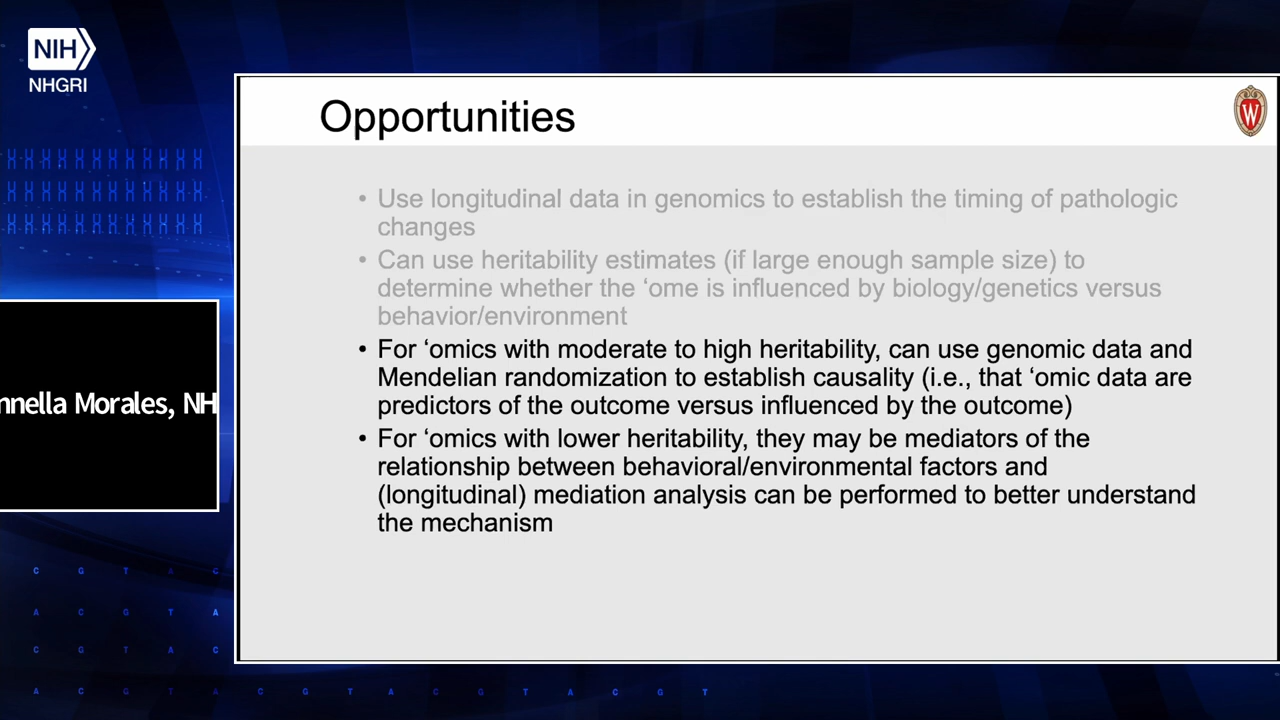 NIH
NHGRI
Opportunities
W
• Use longitudinal data in genomics to establish the timing of pathologic
changes
• Can use heritability estimates (if large enough sample size) to
determine whether the ‘ome is influenced by biology/genetics versus
behavior/environment
• For ‘omics with moderate to high heritability, can use genomic data and
Mendelian randomization to establish causality (i.e., that ‘omic data are
predictors of the outcome versus influenced by the outcome)
• For ‘omics with lower heritability, they may be mediators of the
relationship between behavioral/environmental factors and
(longitudinal) mediation analysis can be performed to better understand
the mechanism
nnella Morales, NH
C G T A G
A C G T A
C G T A C
A C G T A C G T A C G T A C G T